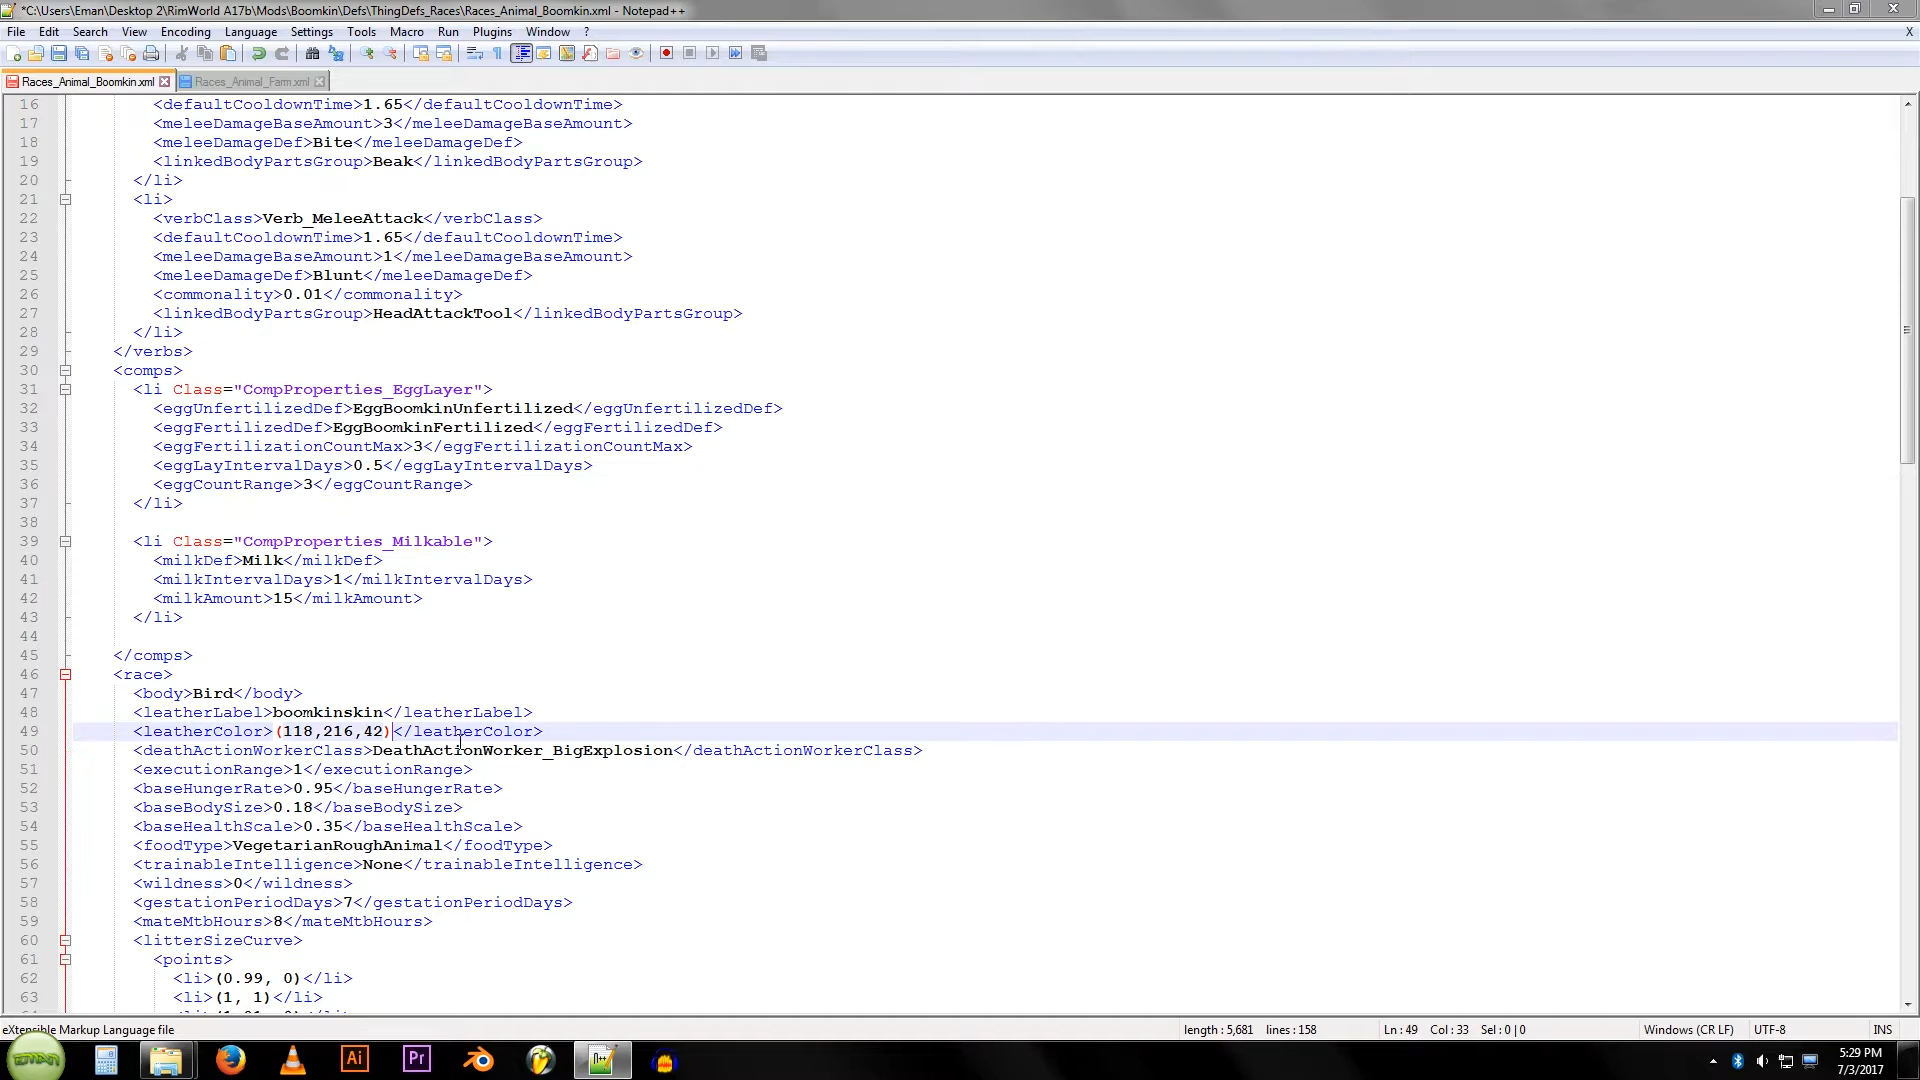 *C:\Users\Eman\Desktop 2\RimWorld A17b\Mods\Boomkin\Defs\ThingDefs_Races\Races_Animal_Boomkin.xml - Notepad++
File Edit Search View Encoding Language Settings Tools Macro Run Plugins Window ? X
Races_Animal_Boomkin.xml Races_Animal_Farm.xml
16 <defaultCooldownTime>1.65</defaultCooldownTime>
17 <meleeDamageBaseAmount>3</meleeDamageBaseAmount>
18 <meleeDamageDef>Bite</meleeDamageDef>
19 <linkedBodyPartsGroup>Beak</linkedBodyPartsGroup>
20 </li>
21 <li>
22 <verbClass>Verb_MeleeAttack</verbClass>
23 <defaultCooldownTime>1.65</defaultCooldownTime>
24 <meleeDamageBaseAmount>1</meleeDamageBaseAmount>
25 <meleeDamageDef>Blunt</meleeDamageDef>
26 <commonality>0.01</commonality>
27 <linkedBodyPartsGroup>HeadAttackTool</linkedBodyPartsGroup>
28 </li>
29 </verbs>
30 <comps>
31 <li Class="CompProperties_EggLayer">
32 <eggUnfertilizedDef>EggBoomkinUnfertilized</eggUnfertilizedDef>
33 <eggFertilizedDef>EggBoomkinFertilized</eggFertilizedDef>
34 <eggFertilizationCountMax>3</eggFertilizationCountMax>
35 <eggLayIntervalDays>0.5</eggLayIntervalDays>
36 <eggCountRange>3</eggCountRange>
37 </li>
38
39 <li Class="CompProperties_Milkable">
40 <milkDef>Milk</milkDef>
41 <milkIntervalDays>1</milkIntervalDays>
42 <milkAmount>15</milkAmount>
43 </li>
44
45 </comps>
46 <race>
47 <body>Bird</body>
48 <leatherLabel>boomkinskin</leatherLabel>
49 <leatherColor>(118,216,42)</leatherColor>
50 <deathActionWorkerClass>DeathActionWorker_BigExplosion</deathActionWorkerClass>
51 <executionRange>1</executionRange>
52 <baseHungerRate>0.95</baseHungerRate>
53 <baseBodySize>0.18</baseBodySize>
54 <baseHealthScale>0.35</baseHealthScale>
55 <foodType>VegetarianRoughAnimal</foodType>
56 <trainableIntelligence>None</trainableIntelligence>
57 <wildness>0</wildness>
58 <gestationPeriodDays>7</gestationPeriodDays>
59 <mateMtbHours>8</mateMtbHours>
60 <litterSizeCurve>
61 <points>
62 <li>(0.99, 0)</li>
63 <li>(1, 1)</li>
eXtensible Markup Language file length : 5,681 lines : 158 Ln : 49 Col : 33 Sel : 0 | 0 Windows (CR LF) UTF-8 INS
EMAN Ai Pr 5:29 PM
7/3/2017